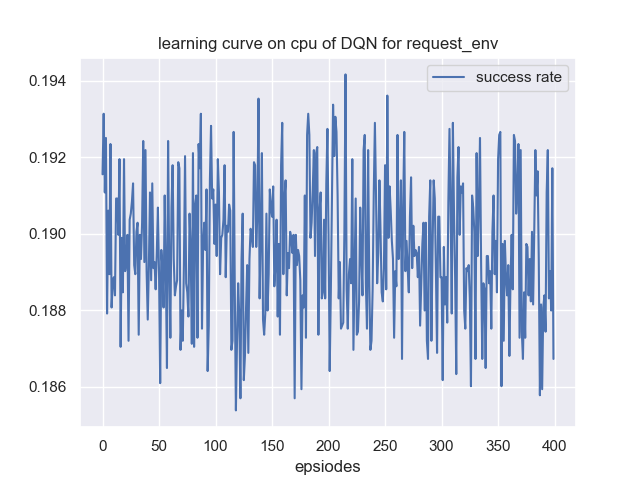 learning curve on cpu of DQN for request_env
success rate
0.194
0.192
0.190
0.188
0.186
0 50 100 150 200 250 300 350 400
epsiodes